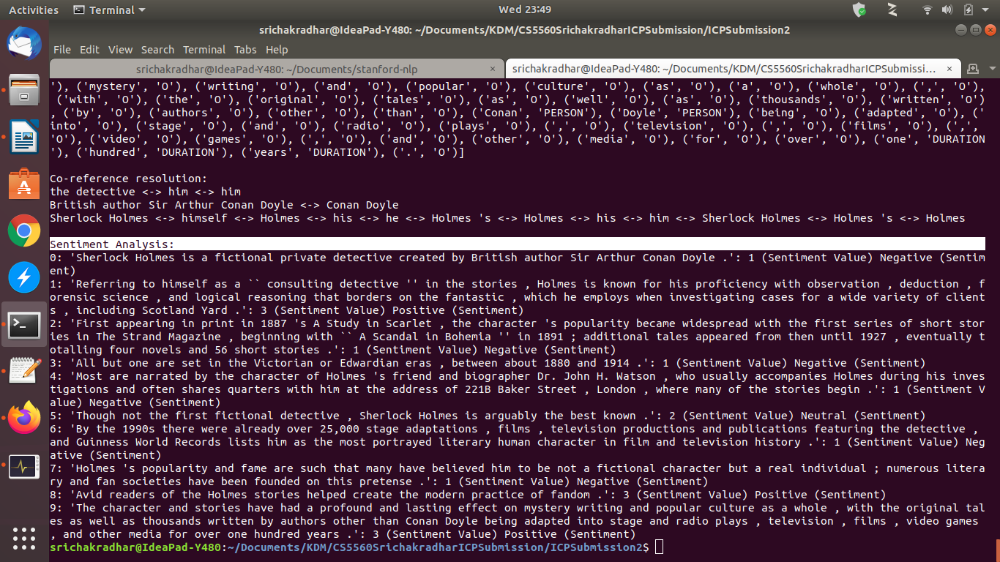 Activities Terminal Wed 23:49
srichakradhar@IdeaPad-Y480: ~/Documents/KDM/CS5560SrichakradharICPSubmission/ICPSubmission2
File Edit View Search Terminal Tabs Help
srichakradhar@IdeaPad-Y480: ~/Documents/stanford-nlp × srichakradhar@IdeaPad-Y480: ~/Documents/KDM/CS5560SrichakradharICPSubmissi... ×
'), ('mystery', 'O'), ('writing', 'O'), ('and', 'O'), ('popular', 'O'), ('culture', 'O'), ('as', 'O'), ('a', 'O'), ('whole', 'O'), (',', 'O'),
('with', 'O'), ('the', 'O'), ('original', 'O'), ('tales', 'O'), ('as', 'O'), ('well', 'O'), ('as', 'O'), ('thousands', 'O'), ('written', 'O')
, ('by', 'O'), ('authors', 'O'), ('other', 'O'), ('than', 'O'), ('Conan', 'PERSON'), ('Doyle', 'PERSON'), ('being', 'O'), ('adapted', 'O'), ('
into', 'O'), ('stage', 'O'), ('and', 'O'), ('radio', 'O'), ('plays', 'O'), (',', 'O'), ('television', 'O'), (',', 'O'), ('films', 'O'), (',',
'O'), ('video', 'O'), ('games', 'O'), (',', 'O'), ('and', 'O'), ('other', 'O'), ('media', 'O'), ('for', 'O'), ('over', 'O'), ('one', 'DURATION
'), ('hundred', 'DURATION'), ('years', 'DURATION'), ('.', 'O')]
Co-reference resolution:
the detective <-> him <-> him
British author Sir Arthur Conan Doyle <-> Conan Doyle
Sherlock Holmes <-> himself <-> Holmes <-> his <-> he <-> Holmes 's <-> Holmes <-> his <-> him <-> Sherlock Holmes <-> Holmes 's <-> Holmes
Sentiment Analysis:
0: 'Sherlock Holmes is a fictional private detective created by British author Sir Arthur Conan Doyle .': 1 (Sentiment Value) Negative (Sentim
ent)
1: 'Referring to himself as a `` consulting detective '' in the stories , Holmes is known for his proficiency with observation , deduction , f
orensic science , and logical reasoning that borders on the fantastic , which he employs when investigating cases for a wide variety of client
s , including Scotland Yard .': 3 (Sentiment Value) Positive (Sentiment)
2: 'First appearing in print in 1887 's A Study in Scarlet , the character 's popularity became widespread with the first series of short stor
ies in The Strand Magazine , beginning with `` A Scandal in Bohemia '' in 1891 ; additional tales appeared from then until 1927 , eventually t
otalling four novels and 56 short stories .': 1 (Sentiment Value) Negative (Sentiment)
3: 'All but one are set in the Victorian or Edwardian eras , between about 1880 and 1914 .': 1 (Sentiment Value) Negative (Sentiment)
4: 'Most are narrated by the character of Holmes 's friend and biographer Dr. John H. Watson , who usually accompanies Holmes during his inves
tigations and often shares quarters with him at the address of 221B Baker Street , London , where many of the stories begin .': 1 (Sentiment V
alue) Negative (Sentiment)
5: 'Though not the first fictional detective , Sherlock Holmes is arguably the best known .': 2 (Sentiment Value) Neutral (Sentiment)
6: 'By the 1990s there were already over 25,000 stage adaptations , films , television productions and publications featuring the detective ,
and Guinness World Records lists him as the most portrayed literary human character in film and television history .': 1 (Sentiment Value) Neg
ative (Sentiment)
7: 'Holmes 's popularity and fame are such that many have believed him to be not a fictional character but a real individual ; numerous litera
ry and fan societies have been founded on this pretense .': 1 (Sentiment Value) Negative (Sentiment)
8: 'Avid readers of the Holmes stories helped create the modern practice of fandom .': 3 (Sentiment Value) Positive (Sentiment)
9: 'The character and stories have had a profound and lasting effect on mystery writing and popular culture as a whole , with the original tal
es as well as thousands written by authors other than Conan Doyle being adapted into stage and radio plays , television , films , video games
, and other media for over one hundred years .': 3 (Sentiment Value) Positive (Sentiment)
srichakradhar@IdeaPad-Y480:~/Documents/KDM/CS5560SrichakradharICPSubmission/ICPSubmission2$